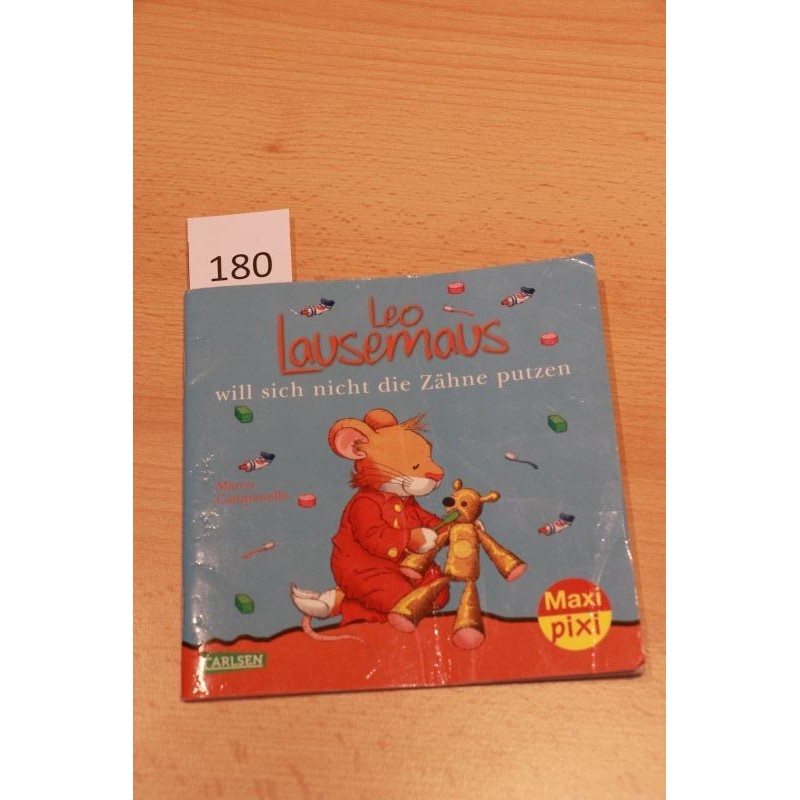 180
Leo
Lausemaus
will sich nicht die Zähne putzen
Marco
Campanella
Maxi
pixi
CARLSEN